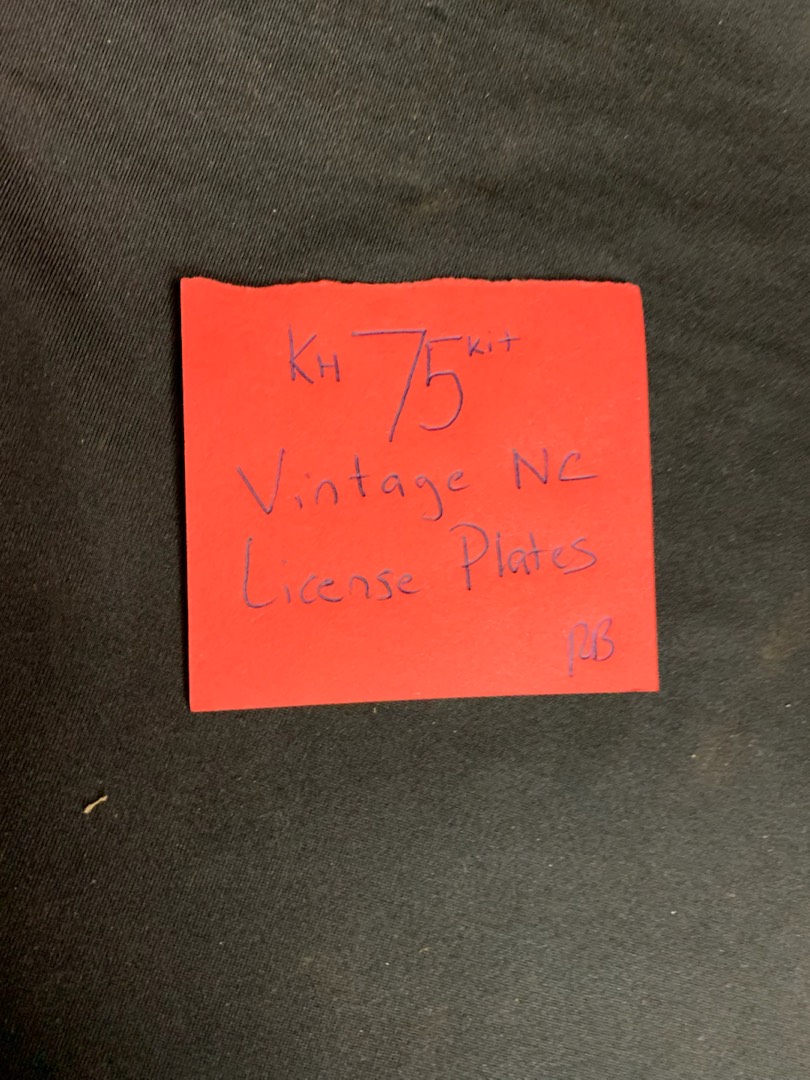 KH 75 Kit
Vintage NC
License Plates
RB